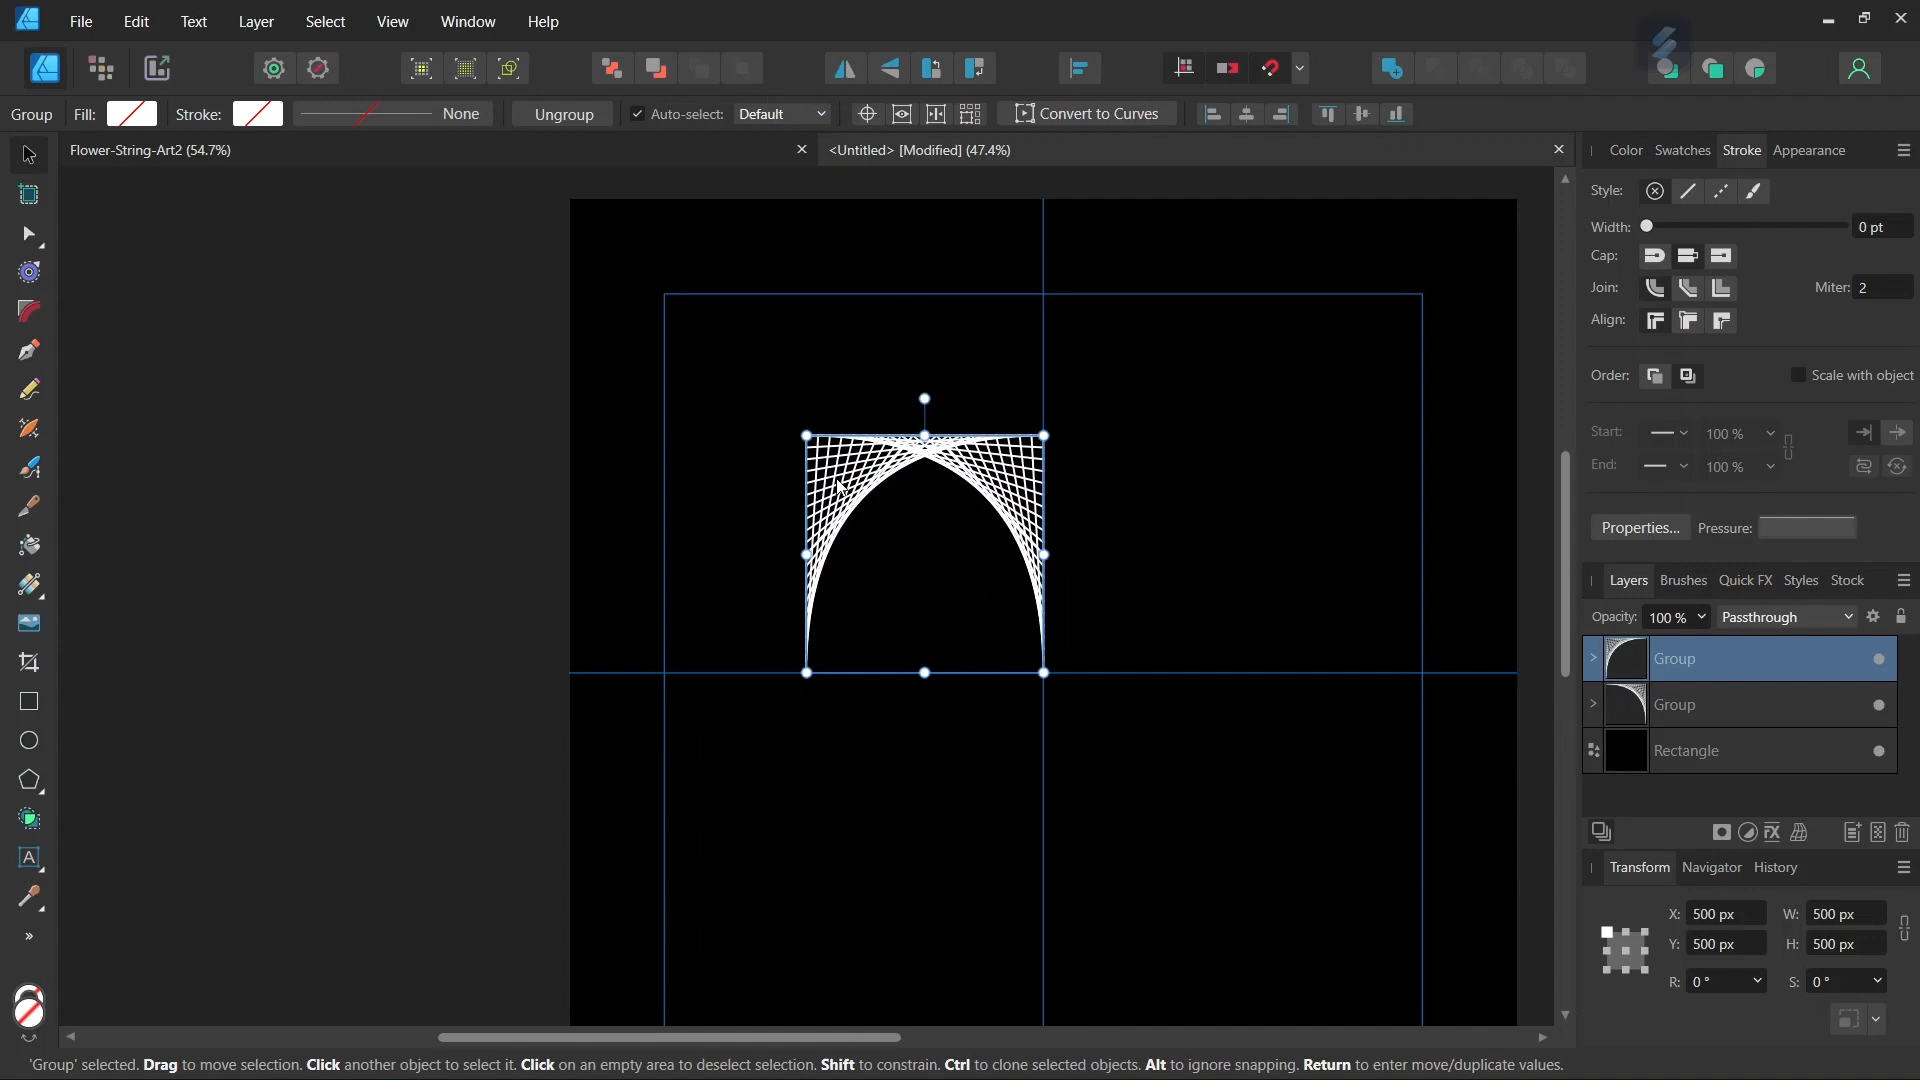 File Edit Text Layer Select View Window Help
Group Fill: Stroke: None Ungroup Auto-select: Default Convert to Curves
Flower-String-Art2 (54.7%)
<Untitled> [Modified] (47.4%)
Color Swatches Stroke Appearance
Style:
Width: 0 pt
Cap:
Join: Miter: 2
Align:
Order: Scale with object
Start: 100 %
End: 100 %
Properties... Pressure:
Layers Brushes Quick FX Styles Stock
Opacity: 100 % Passthrough
Group
Group
Rectangle
Transform Navigator History
X: 500 px W: 500 px
Y: 500 px H: 500 px
R: 0 ° S: 0 °
'Group' selected. Drag to move selection. Click another object to select it. Click on an empty area to deselect selection. Shift to constrain. Ctrl to clone selected objects. Alt to ignore snapping. Return to enter move/duplicate values.